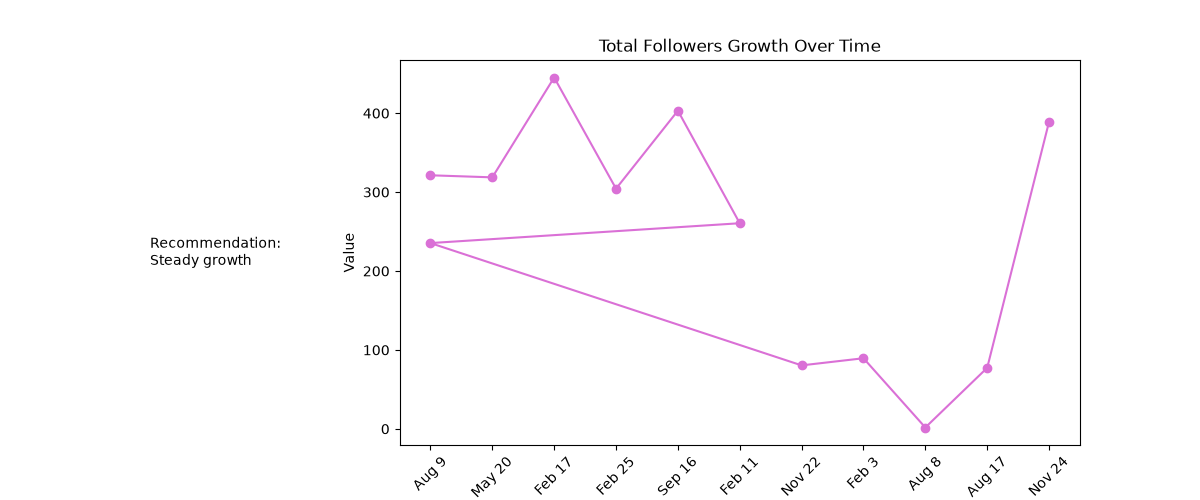 Total Followers Growth Over Time
Recommendation:
Steady growth
Value
400
300
200
100
0
Aug 9
May 20
Feb 17
Feb 25
Sep 16
Feb 11
Nov 22
Feb 3
Aug 8
Aug 17
Nov 24